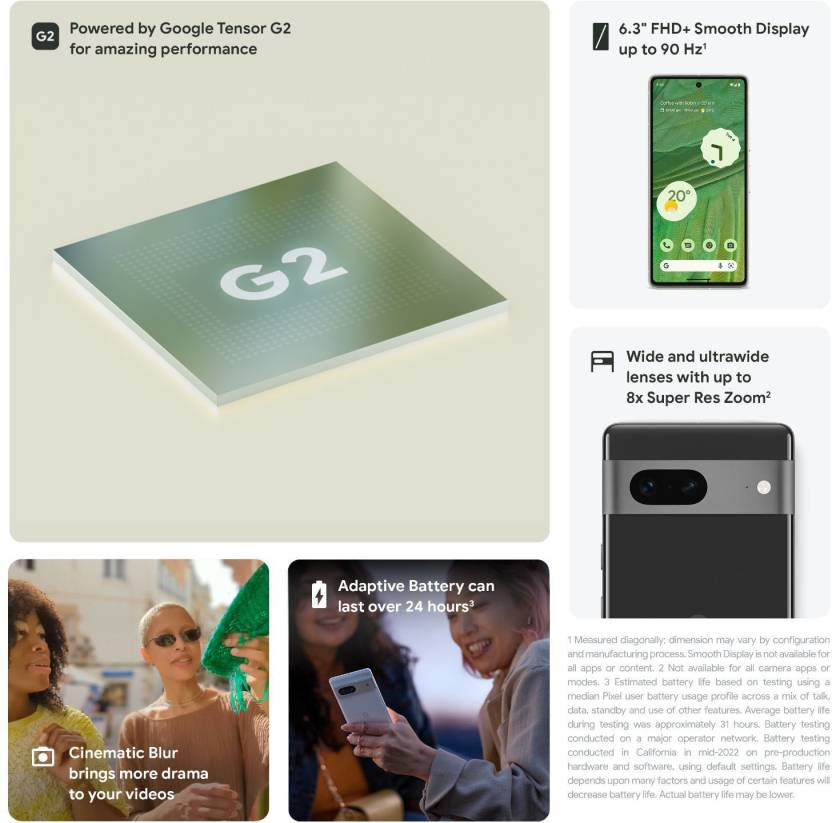 G2
Powered by Google Tensor G2
for amazing performance
G2
6.3" FHD+ Smooth Display
up to 90 Hz¹
20°
G
Wide and ultrawide
lenses with up to
8x Super Res Zoom²
Cinematic Blur
brings more drama
to your videos
Adaptive Battery can
last over 24 hours³
1 Measured diagonally; dimension may vary by configuration
and manufacturing process. Smooth Display is not available for
all apps or content. 2 Not available for all camera apps or
modes. 3 Estimated battery life based on testing using a
median Pixel user battery usage profile across a mix of talk,
data, standby and use of other features. Average battery life
during testing was approximately 31 hours. Battery testing
conducted on a major operator network. Battery testing
conducted in California in mid-2022 on pre-production
hardware and software, using default settings. Battery life
depends upon many factors and usage of certain features will
decrease battery life. Actual battery life may be lower.